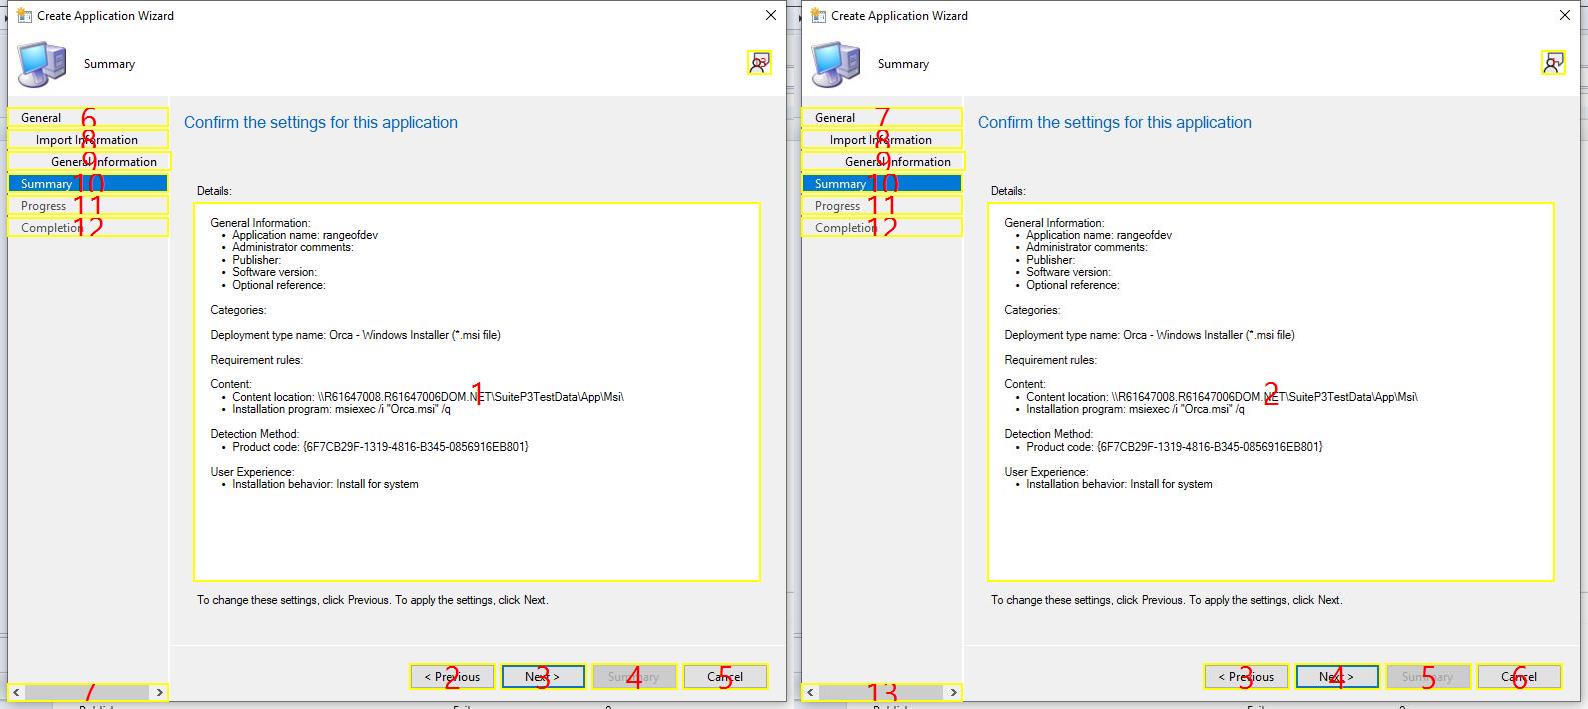 Create Application Wizard
Summary
13
General 6
Import Information 8
General Information 9
Summary 10
Progress 11
Completion 12
7
Confirm the settings for this application
Details:
General Information:
• Application name: rangeofdev
• Administrator comments:
• Publisher:
• Software version:
• Optional reference:
Categories:
Deployment type name: Orca - Windows Installer (*.msi file)
Requirement rules:
Content:
1
• Content location: \\R61647008.R61647006DOM.NET\SuiteP3TestData\App\Msi\
• Installation program: msiexec /i "Orca.msi" /q
Detection Method:
• Product code: {6F7CB29F-1319-4816-B345-0856916EB801}
User Experience:
• Installation behavior: Install for system
To change these settings, click Previous. To apply the settings, click Next.
< Previous 2
Next > 3
Summary 4
Cancel 5
Create Application Wizard
Summary
General 7
Import Information 8
General Information 9
Summary 10
Progress 11
Completion 12
13
Confirm the settings for this application
Details:
General Information:
• Application name: rangeofdev
• Administrator comments:
• Publisher:
• Software version:
• Optional reference:
Categories:
Deployment type name: Orca - Windows Installer (*.msi file)
Requirement rules:
Content:
2
• Content location: \\R61647008.R61647006DOM.NET\SuiteP3TestData\App\Msi\
• Installation program: msiexec /i "Orca.msi" /q
Detection Method:
• Product code: {6F7CB29F-1319-4816-B345-0856916EB801}
User Experience:
• Installation behavior: Install for system
To change these settings, click Previous. To apply the settings, click Next.
< Previous 3
Next > 4
Summary 5
Cancel 6